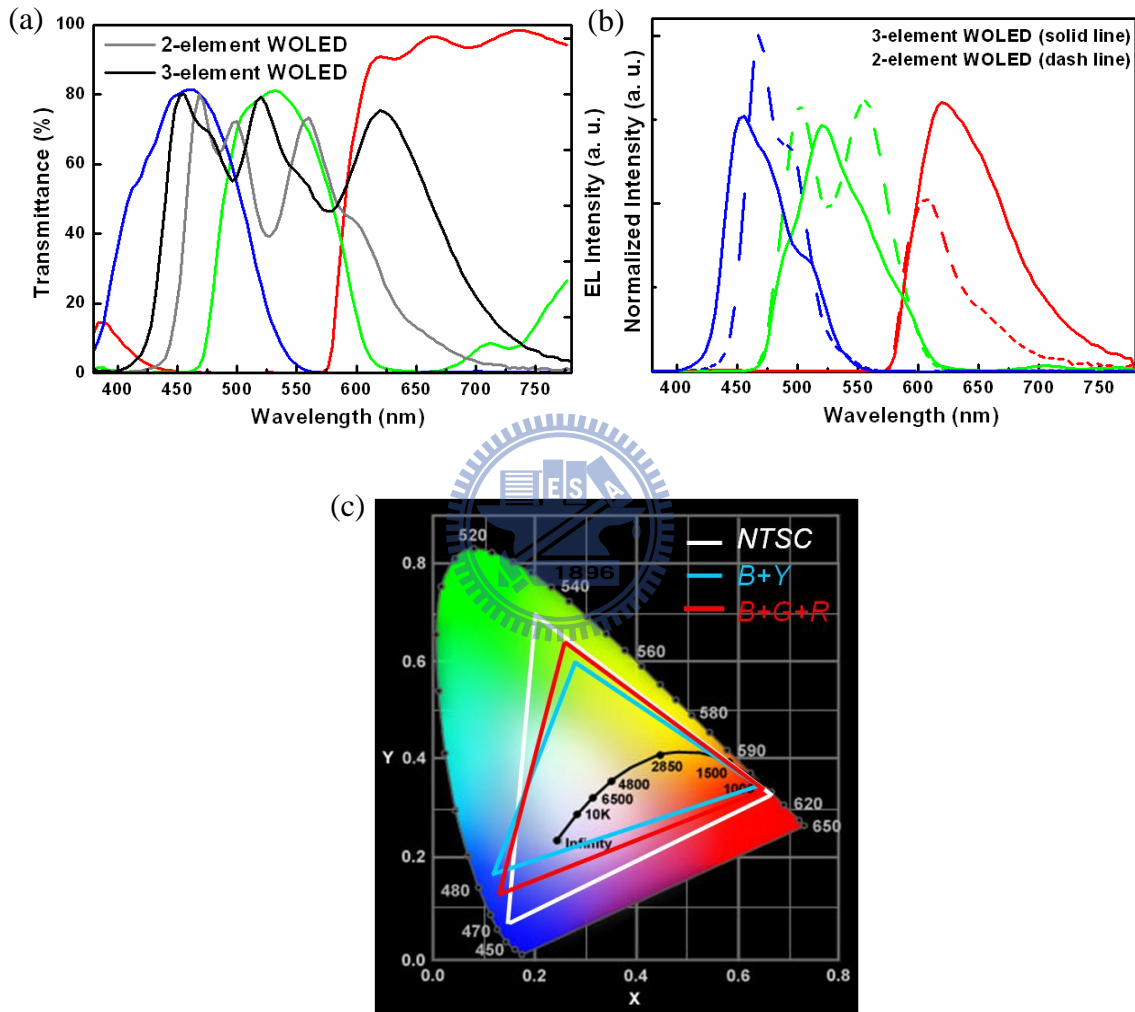 (a)
100
80
60
40
20
0
Transmittance (%)
2-element WOLED
3-element WOLED
400 450 500 550 600 650 700 750
Wavelength (nm)
EL Intensity (a. u.)
(b)
Normalized Intensity (a. u.)
3-element WOLED (solid line)
2-element WOLED (dash line)
400 450 500 550 600 650 700 750
Wavelength (nm)
ESA
1896
(c)
NTSC
B+Y
B+G+R
520
540
560
580
590
620
650
480
470
450
2850
1500
1000
4800
6500
10K
Infinity
0.8
0.6
Y
0.4
0.2
0.0
0.0 0.2 0.4 0.6 0.8
X